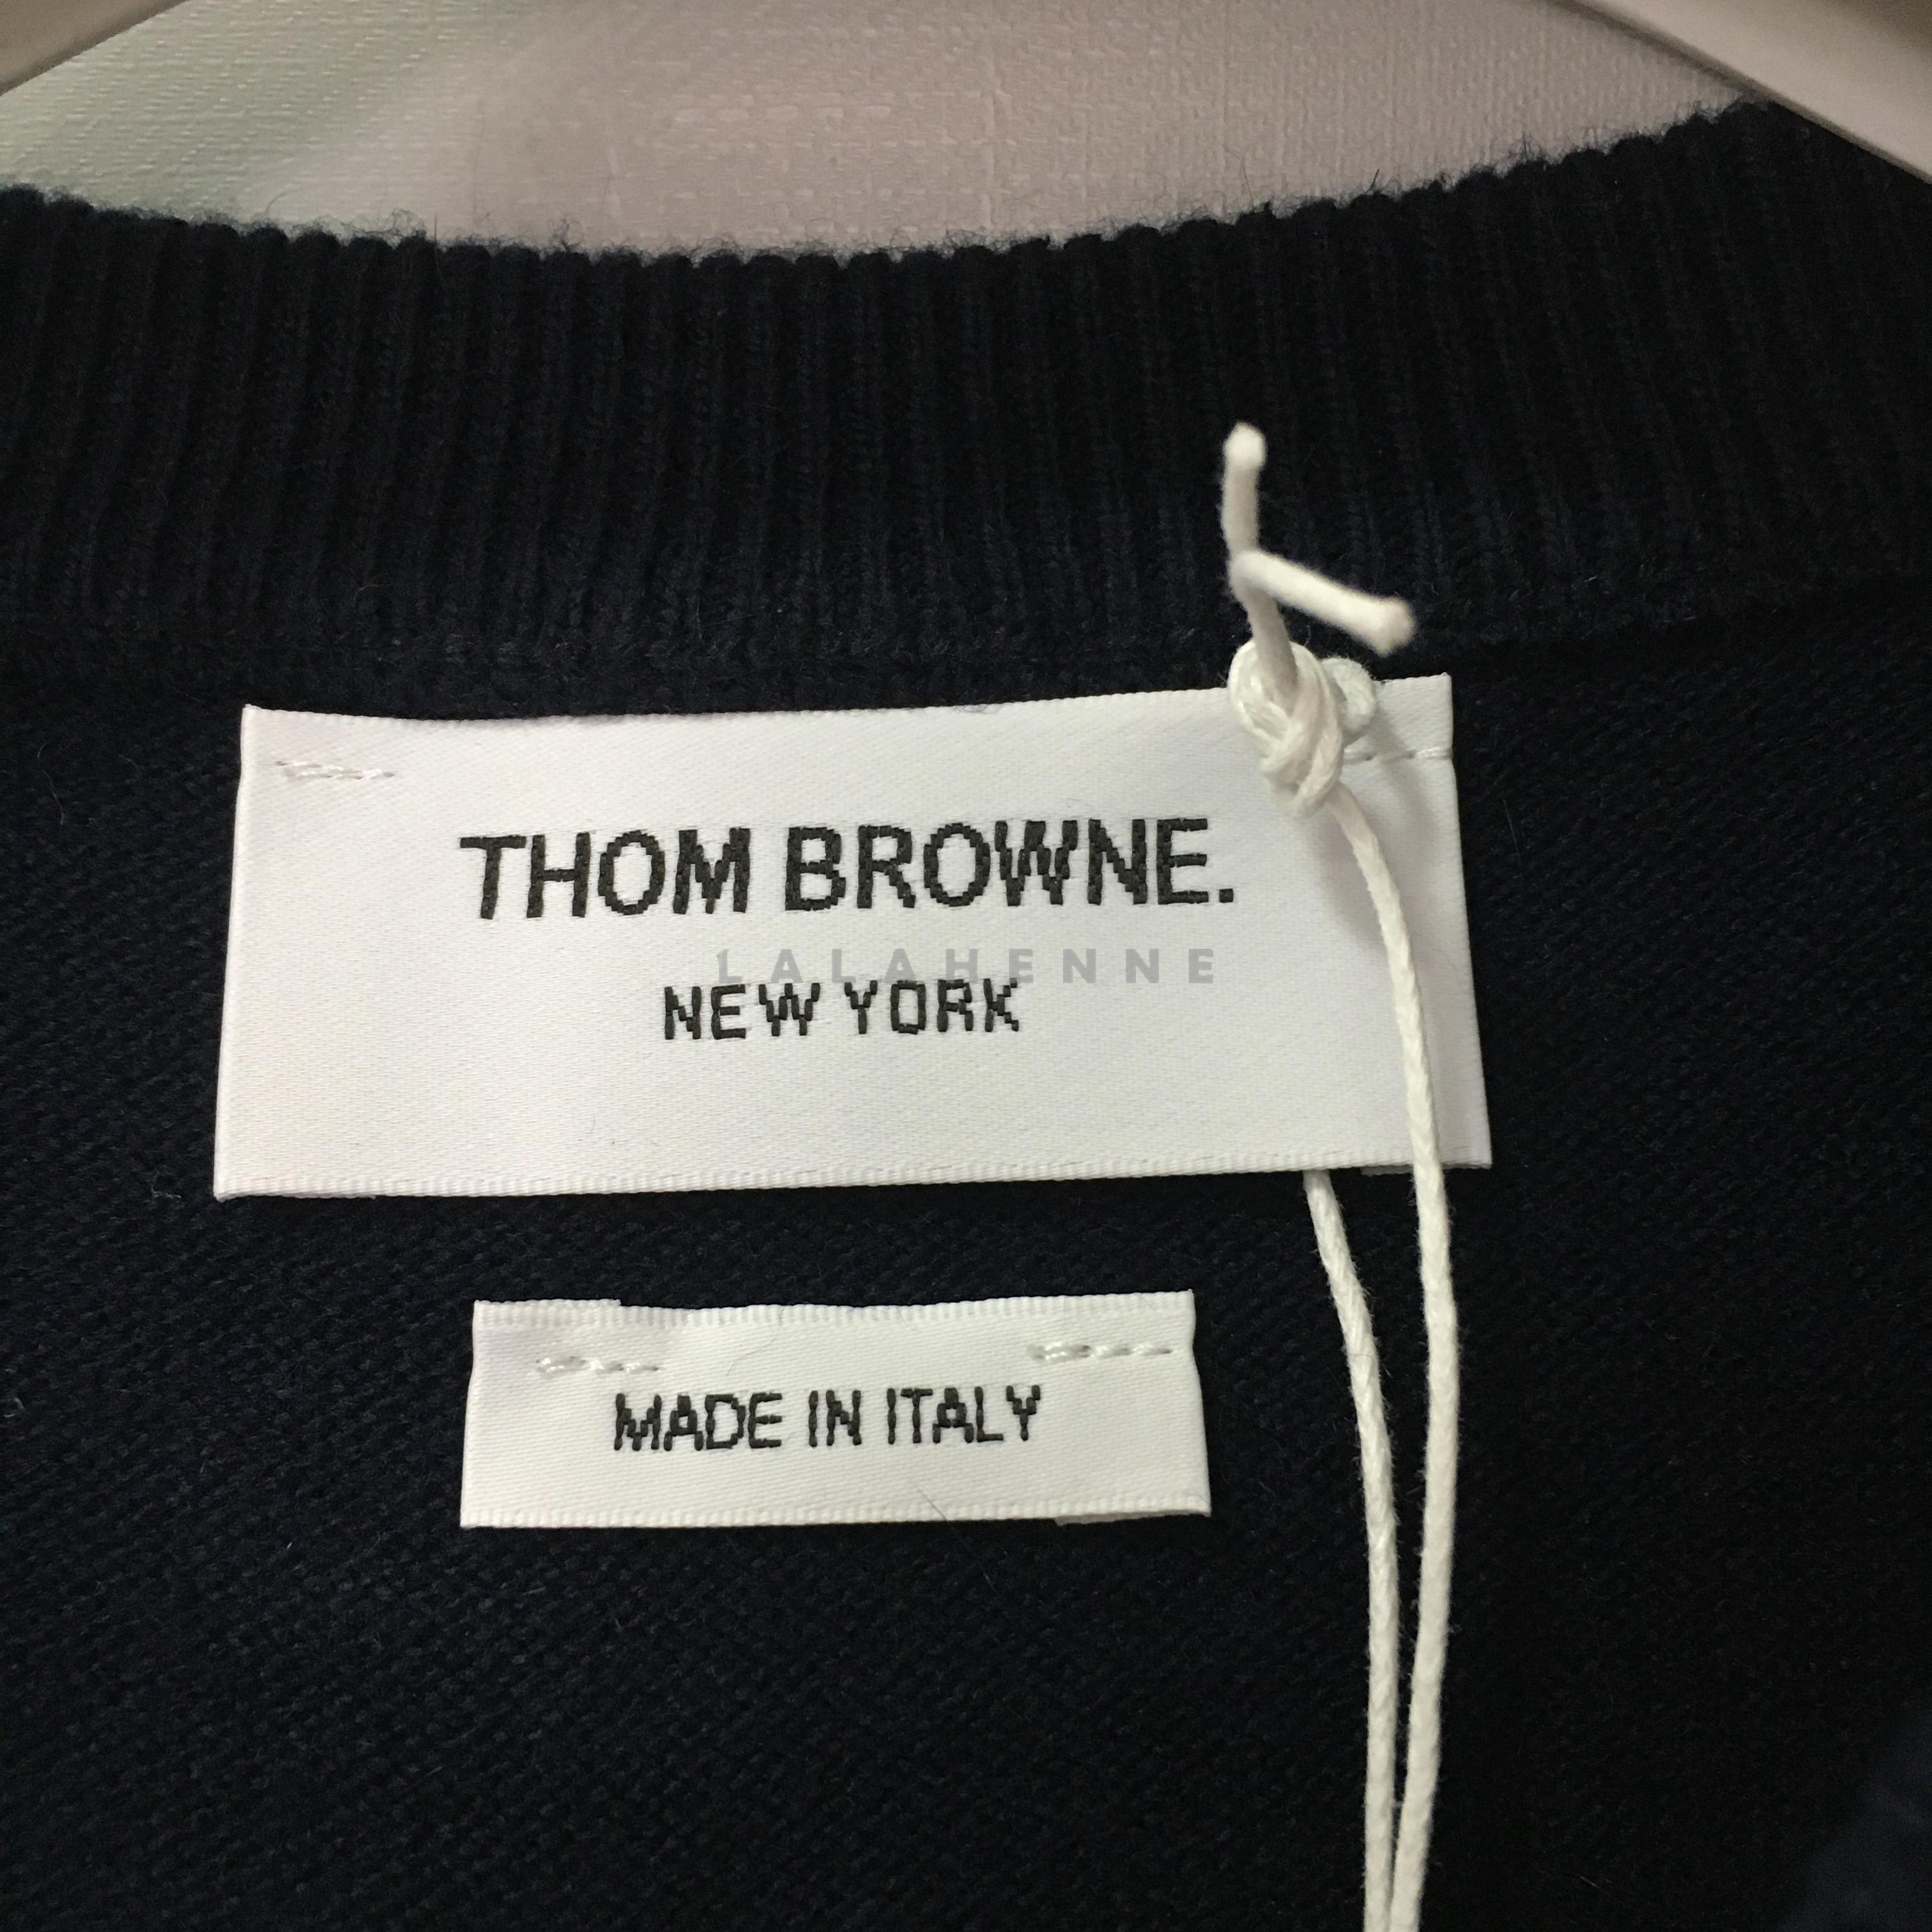 THOM BROWNE.
LALAHENNE
NEW YORK
MADE IN ITALY